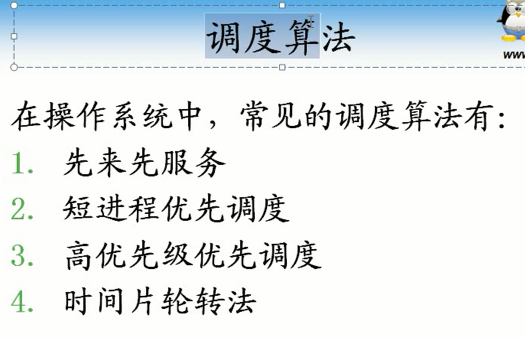 调度算法
www
在操作系统中，常见的调度算法有：
1. 先来先服务
2. 短进程优先调度
3. 高优先级优先调度
4. 时间片轮转法